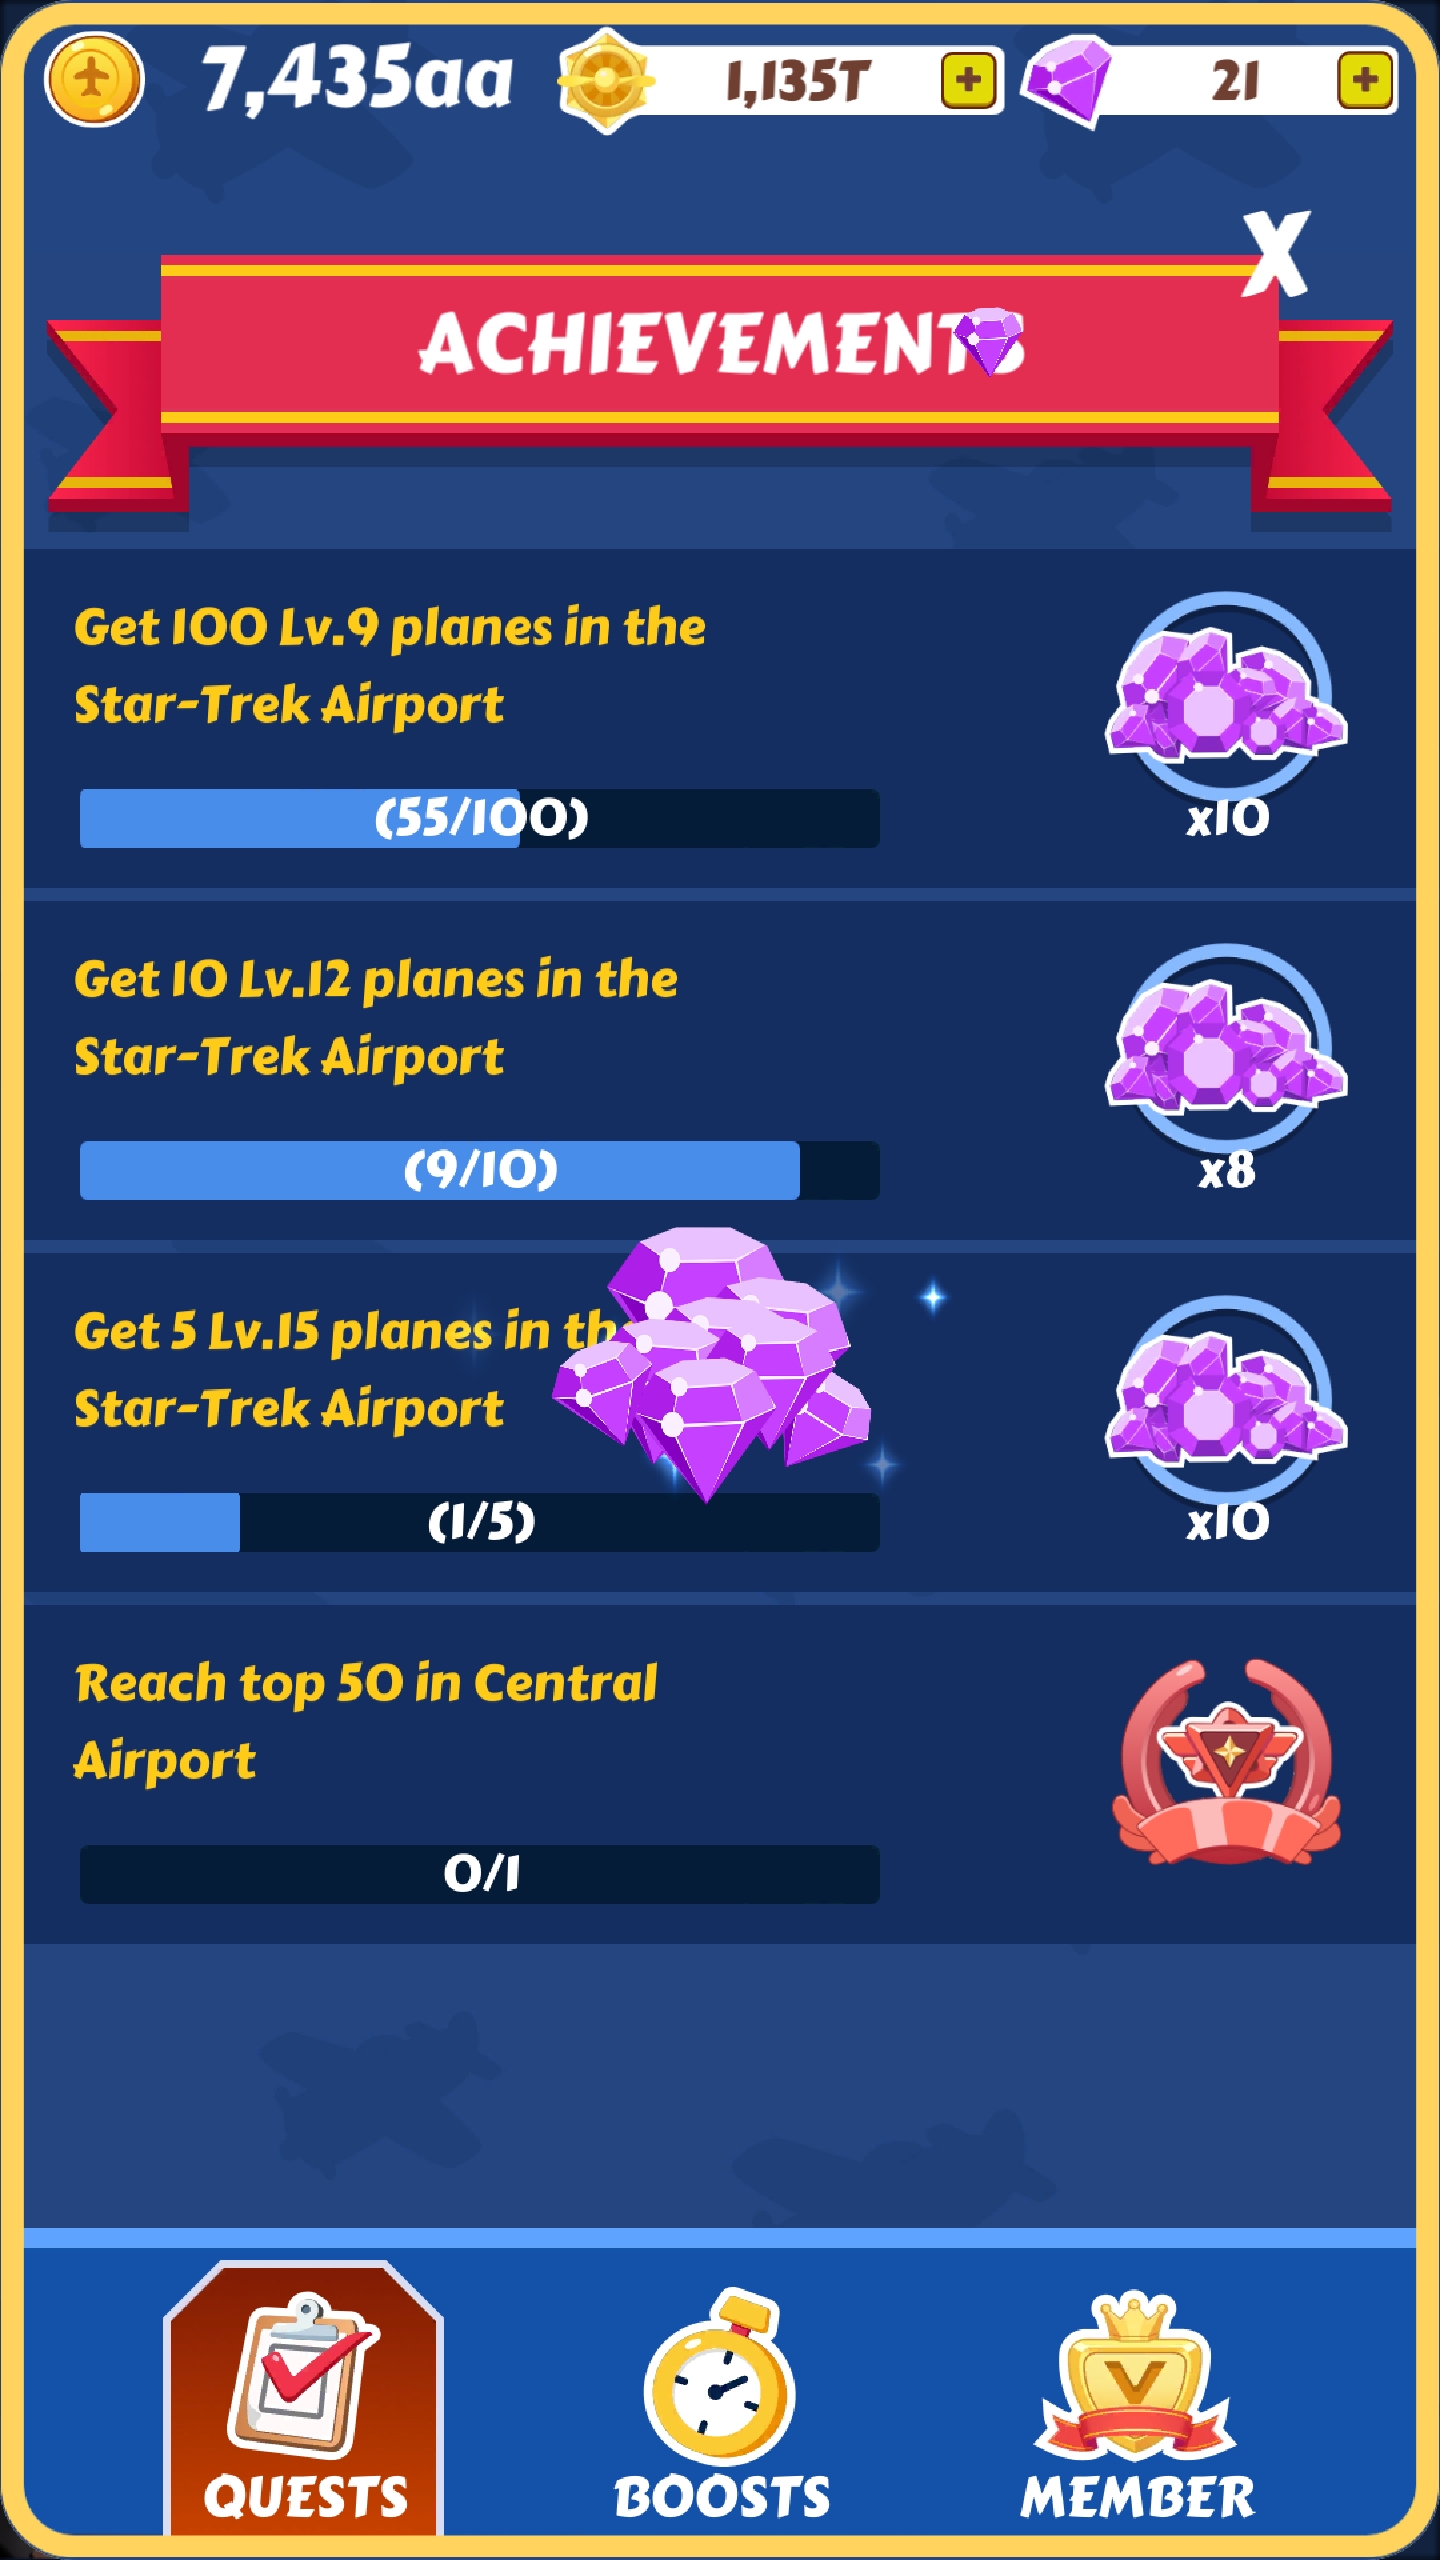 7,435aa
1,135T
21
X
ACHIEVEMENTS
Get 100 Lv.9 planes in the
Star-Trek Airport
(55/100)
x10
Get 10 Lv.12 planes in the
Star-Trek Airport
(9/10)
x8
Get 5 Lv.15 planes in the
Star-Trek Airport
(1/5)
x10
Reach top 50 in Central
Airport
0/1
QUESTS
BOOSTS
V
MEMBER